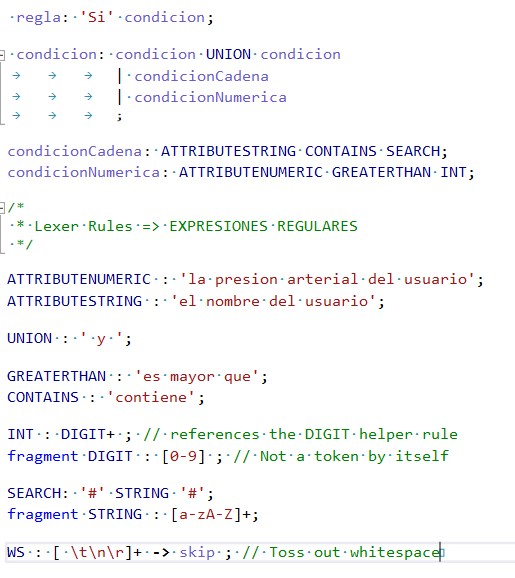 regla: 'Si' condicion;
condicion: condicion UNION condicion
| condicionCadena
| condicionNumerica
;
condicionCadena: ATTRIBUTESTRING CONTAINS SEARCH;
condicionNumerica: ATTRIBUTENUMERIC GREATERTHAN INT;
/*
* Lexer Rules => EXPRESIONES REGULARES
*/
ATTRIBUTENUMERIC : 'la presion arterial del usuario';
ATTRIBUTESTRING : 'el nombre del usuario';
UNION : ' y ';
GREATERTHAN : 'es mayor que';
CONTAINS : 'contiene';
INT : DIGIT+ ; // references the DIGIT helper rule
fragment DIGIT : [0-9] ; // Not a token by itself
SEARCH: '#' STRING '#';
fragment STRING : [a-zA-Z]+;
WS : [ \t\n\r]+ -> skip ; // Toss out whitespace